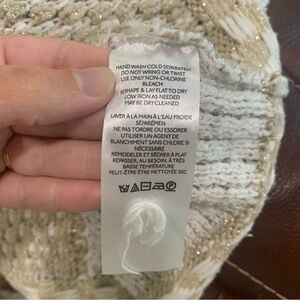 HAND WASH COLD SEPARATELY
DO NOT WRING OR TWIST
USE ONLY NON-CHLORINE
BLEACH
RESHAPE & LAY FLAT TO DRY
LOW IRON AS NEEDED
MAY BE DRYCLEANED
LAVER À LA MAIN À L'EAU FROIDE
SÉPARÉMEN
NE PAS TORDRE OU ESSORER
UTILISER UN AGENT DE
BLANCHIMENT SANS CHLORE SI
NÉCESSAIRE
REMODELER ET SÉCHER À PLAT
REPASSER, AU BESOIN, À TRÈS
BASSE TEMPÉRATURE.
PEUT-ÊTRE ÊTRE NETTOYÉE SEC